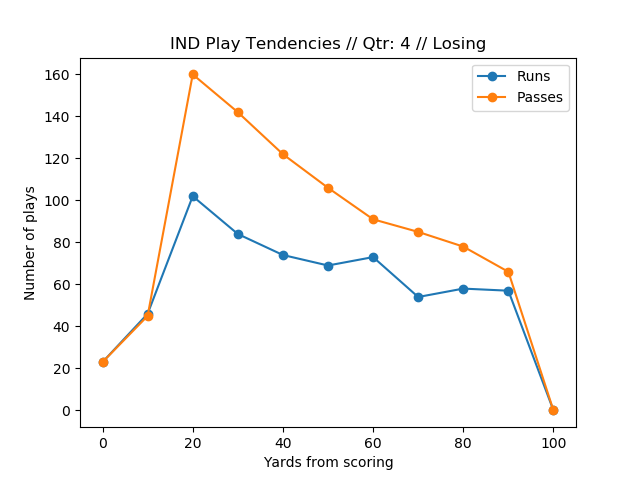 IND Play Tendencies // Qtr: 4 // Losing
Runs
Passes
160
140
120
100
80
60
40
20
0
Number of plays
0 20 40 60 80 100
Yards from scoring